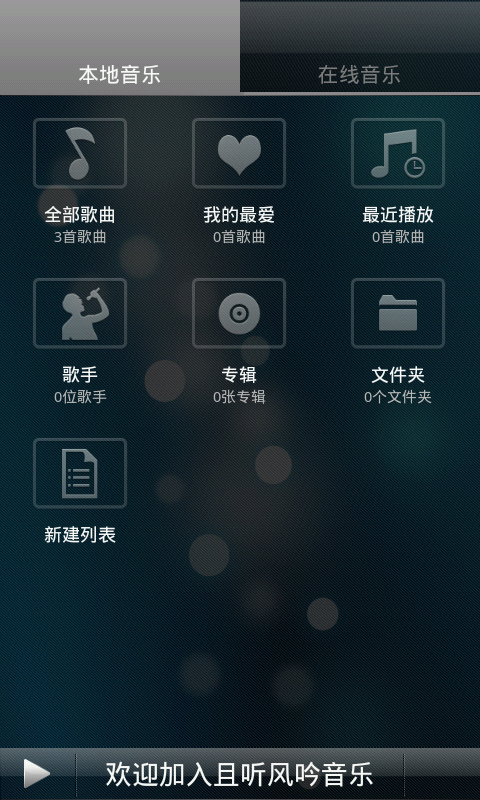 本地音乐
在线音乐
全部歌曲
我的最爱
最近播放
3首歌曲
0首歌曲
0首歌曲
歌手
专辑
文件夹
0位歌手
0张专辑
0个文件夹
新建列表
欢迎加入且听风吟音乐